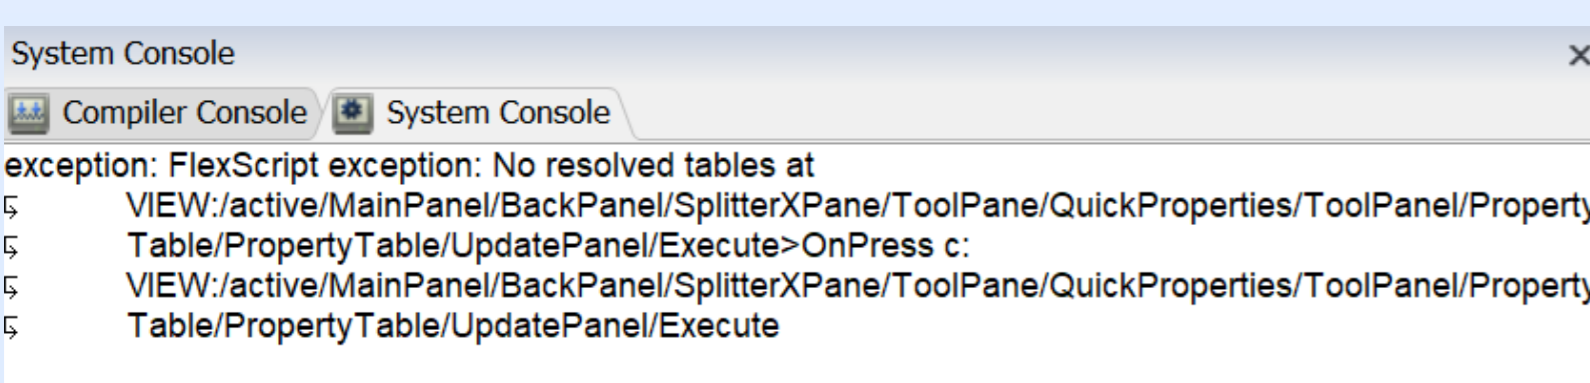 System Console
Compiler Console System Console
exception: FlexScript exception: No resolved tables at
VIEW:/active/MainPanel/BackPanel/SplitterXPane/ToolPane/QuickProperties/ToolPanel/Property
Table/PropertyTable/UpdatePanel/Execute>OnPress c:
VIEW:/active/MainPanel/BackPanel/SplitterXPane/ToolPane/QuickProperties/ToolPanel/Property
Table/PropertyTable/UpdatePanel/Execute